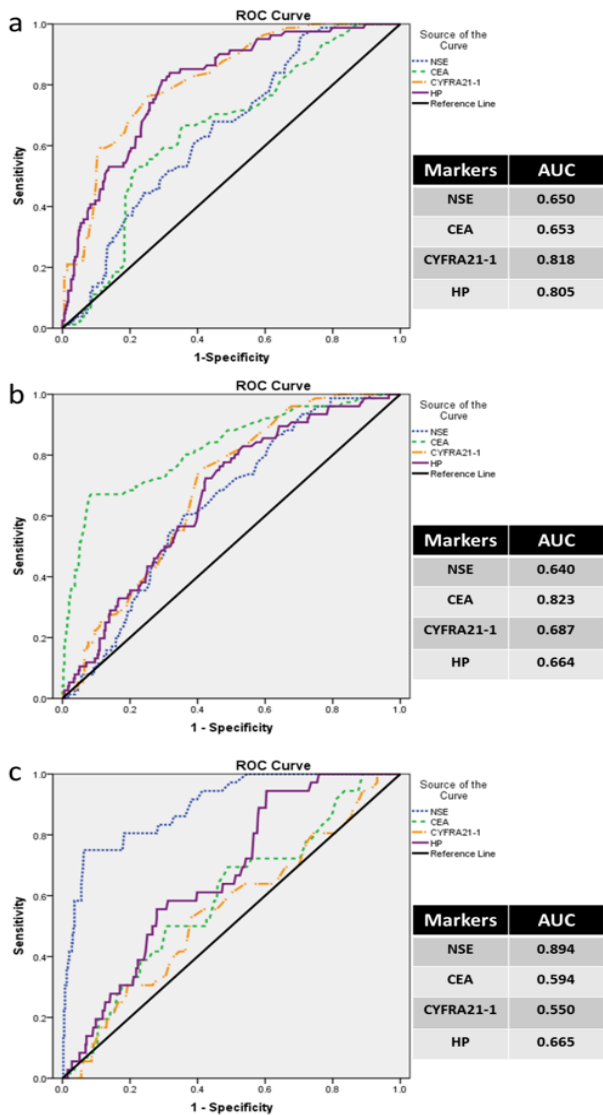 a
ROC Curve
Source of the
Curve
NSE
CEA
CYFRA21-1
HP
Reference Line
1.0
0.8
0.6
0.4
0.2
0.0
Sensitivity
0.0 0.2 0.4 0.6 0.8 1.0
1-Specificity
Markers AUC
NSE 0.650
CEA 0.653
CYFRA21-1 0.818
HP 0.805
b
ROC Curve
Source of the
Curve
NSE
CEA
CYFRA21-1
HP
Reference Line
1.0
0.8
0.6
0.4
0.2
0.0
Sensitivity
0.0 0.2 0.4 0.6 0.8 1.0
1 - Specificity
Markers AUC
NSE 0.640
CEA 0.823
CYFRA21-1 0.687
HP 0.664
c
ROC Curve
Source of the
Curve
NSE
CEA
CYFRA21-1
HP
Reference Line
1.0
0.8
0.6
0.4
0.2
0.0
Sensitivity
0.0 0.2 0.4 0.6 0.8 1.0
1 - Specificity
Markers AUC
NSE 0.894
CEA 0.594
CYFRA21-1 0.550
HP 0.665